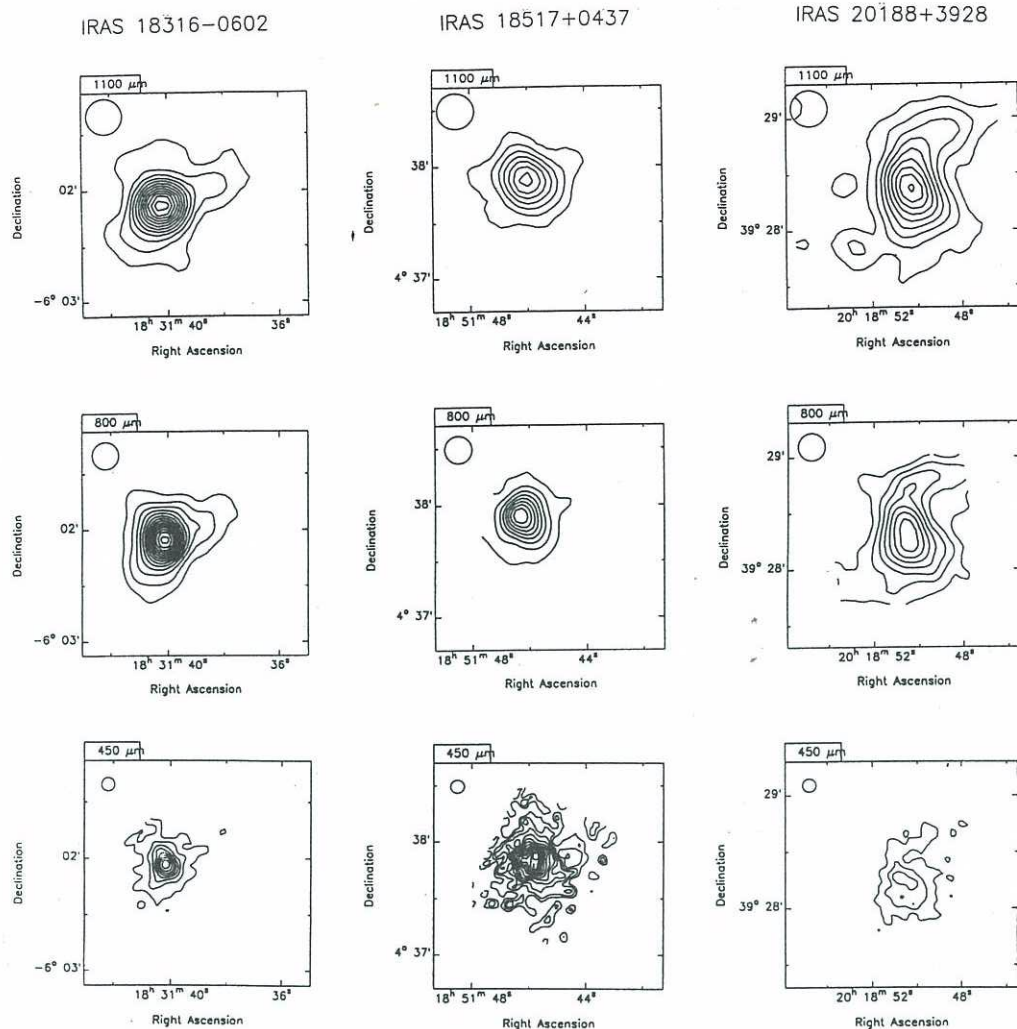 IRAS 18316−0602
IRAS 18517+0437
IRAS 20188+3928
1100 μm
Declination
02'
−6° 03'
18ʰ 31ᵐ 40ˢ
36ˢ
Right Ascension
1100 μm
Declination
38'
4° 37'
18ʰ 51ᵐ 48ˢ
44ˢ
Right Ascension
1100 μm
Declination
29'
39° 28'
20ʰ 18ᵐ 52ˢ
48ˢ
Right Ascension
800 μm
Declination
02'
−6° 03'
18ʰ 31ᵐ 40ˢ
36ˢ
Right Ascension
800 μm
Declination
38'
4° 37'
18ʰ 51ᵐ 48ˢ
44ˢ
Right Ascension
800 μm
Declination
29'
39° 28'
20ʰ 18ᵐ 52ˢ
48ˢ
Right Ascension
450 μm
Declination
02'
−6° 03'
18ʰ 31ᵐ 40ˢ
36ˢ
Right Ascension
450 μm
Declination
38'
4° 37'
18ʰ 51ᵐ 48ˢ
44ˢ
Right Ascension
450 μm
Declination
29'
39° 28'
20ʰ 18ᵐ 52ˢ
48ˢ
Right Ascension